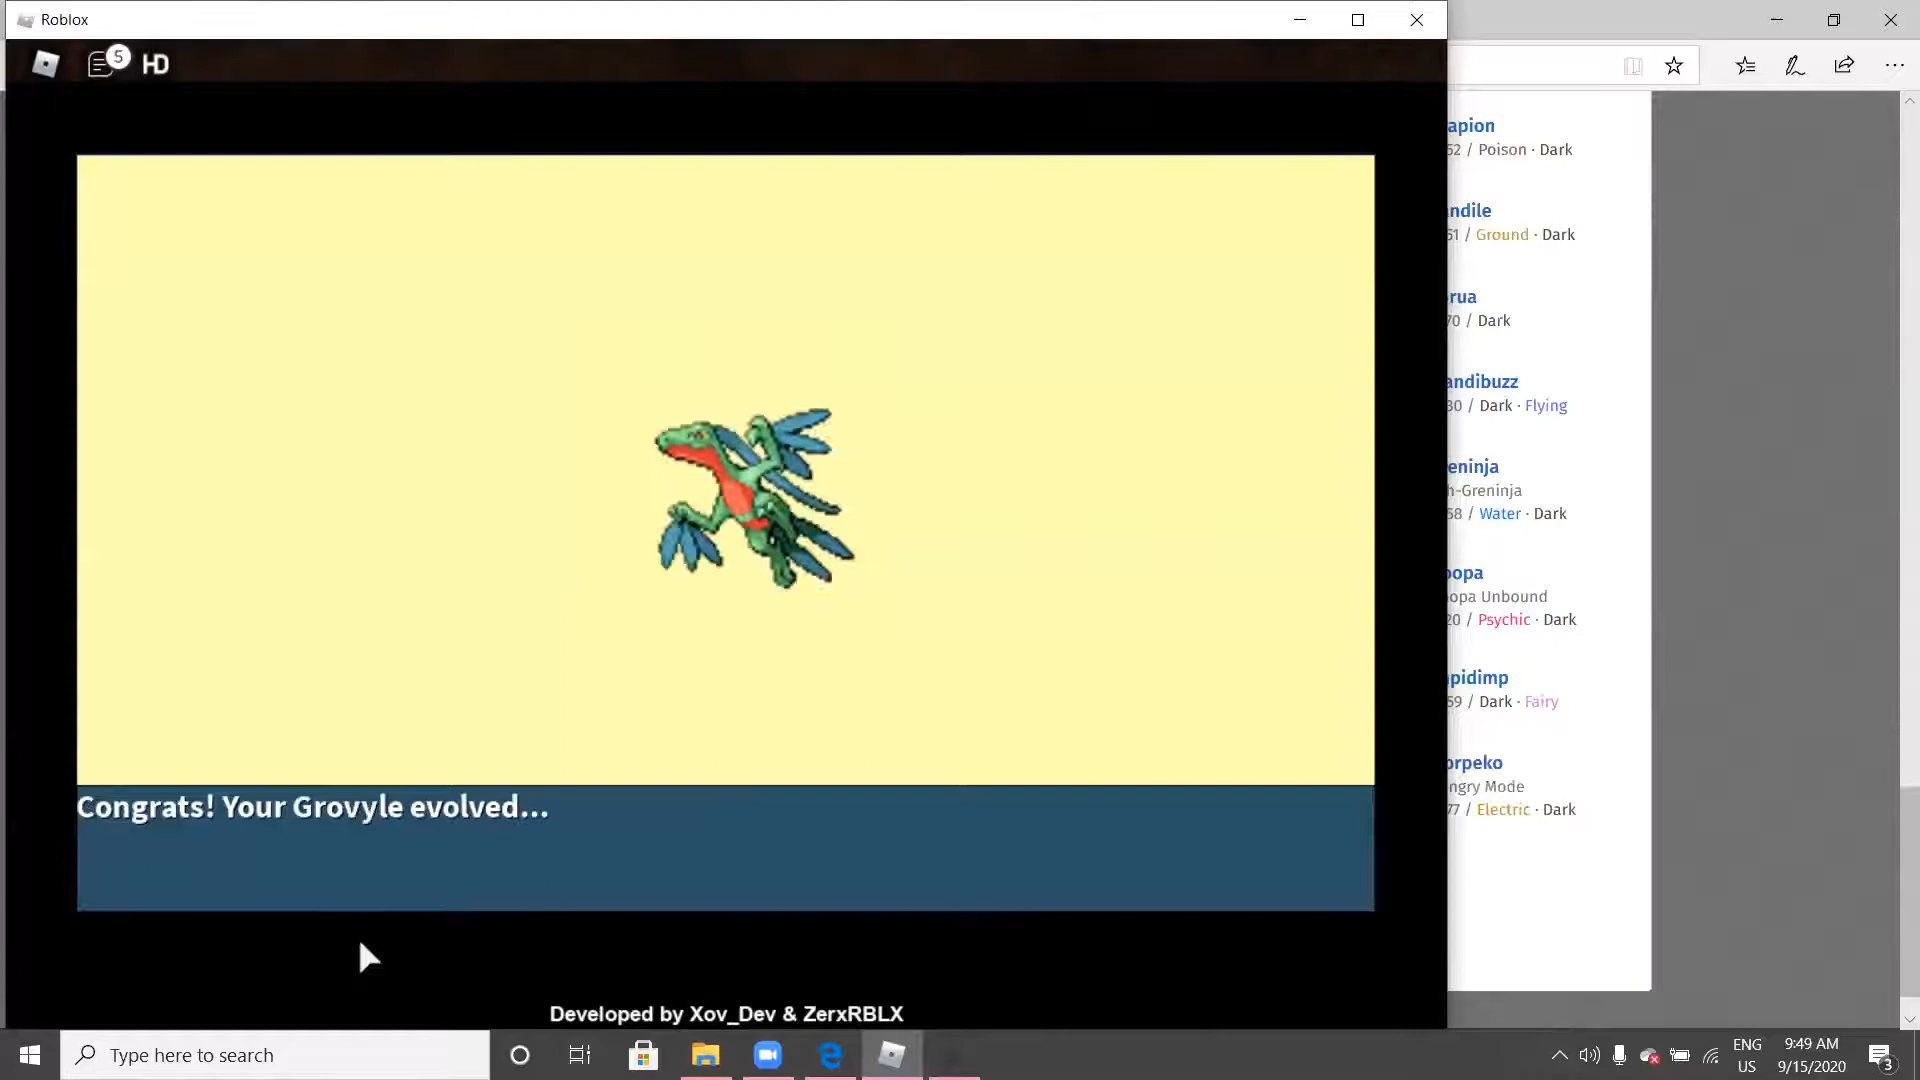 Roblox
5
HD
apion
52 / Poison · Dark
ndile
51 / Ground · Dark
rua
70 / Dark
andibuzz
30 / Dark · Flying
eninja
h-Greninja
58 / Water · Dark
oopa
opa Unbound
20 / Psychic · Dark
pidimp
59 / Dark · Fairy
orpeko
ngry Mode
77 / Electric · Dark
Congrats! Your Grovyle evolved...
Developed by Xov_Dev & ZerxRBLX
Type here to search
ENG
US
9:49 AM
9/15/2020
3